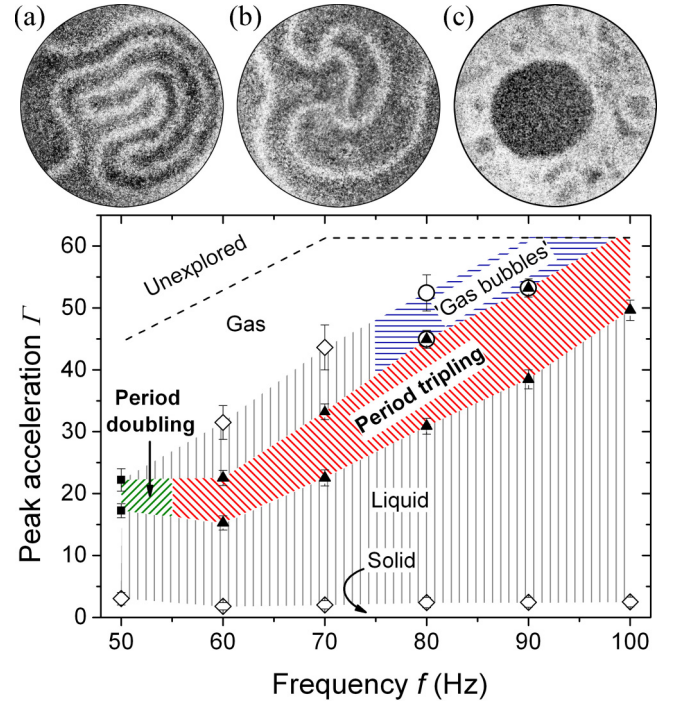 (a)
(b)
(c)
60
50
40
30
20
10
0
Peak acceleration Γ
Unexplored
Gas
'Gas bubbles'
Period
doubling
Period tripling
Liquid
Solid
50 60 70 80 90 100
Frequency f (Hz)